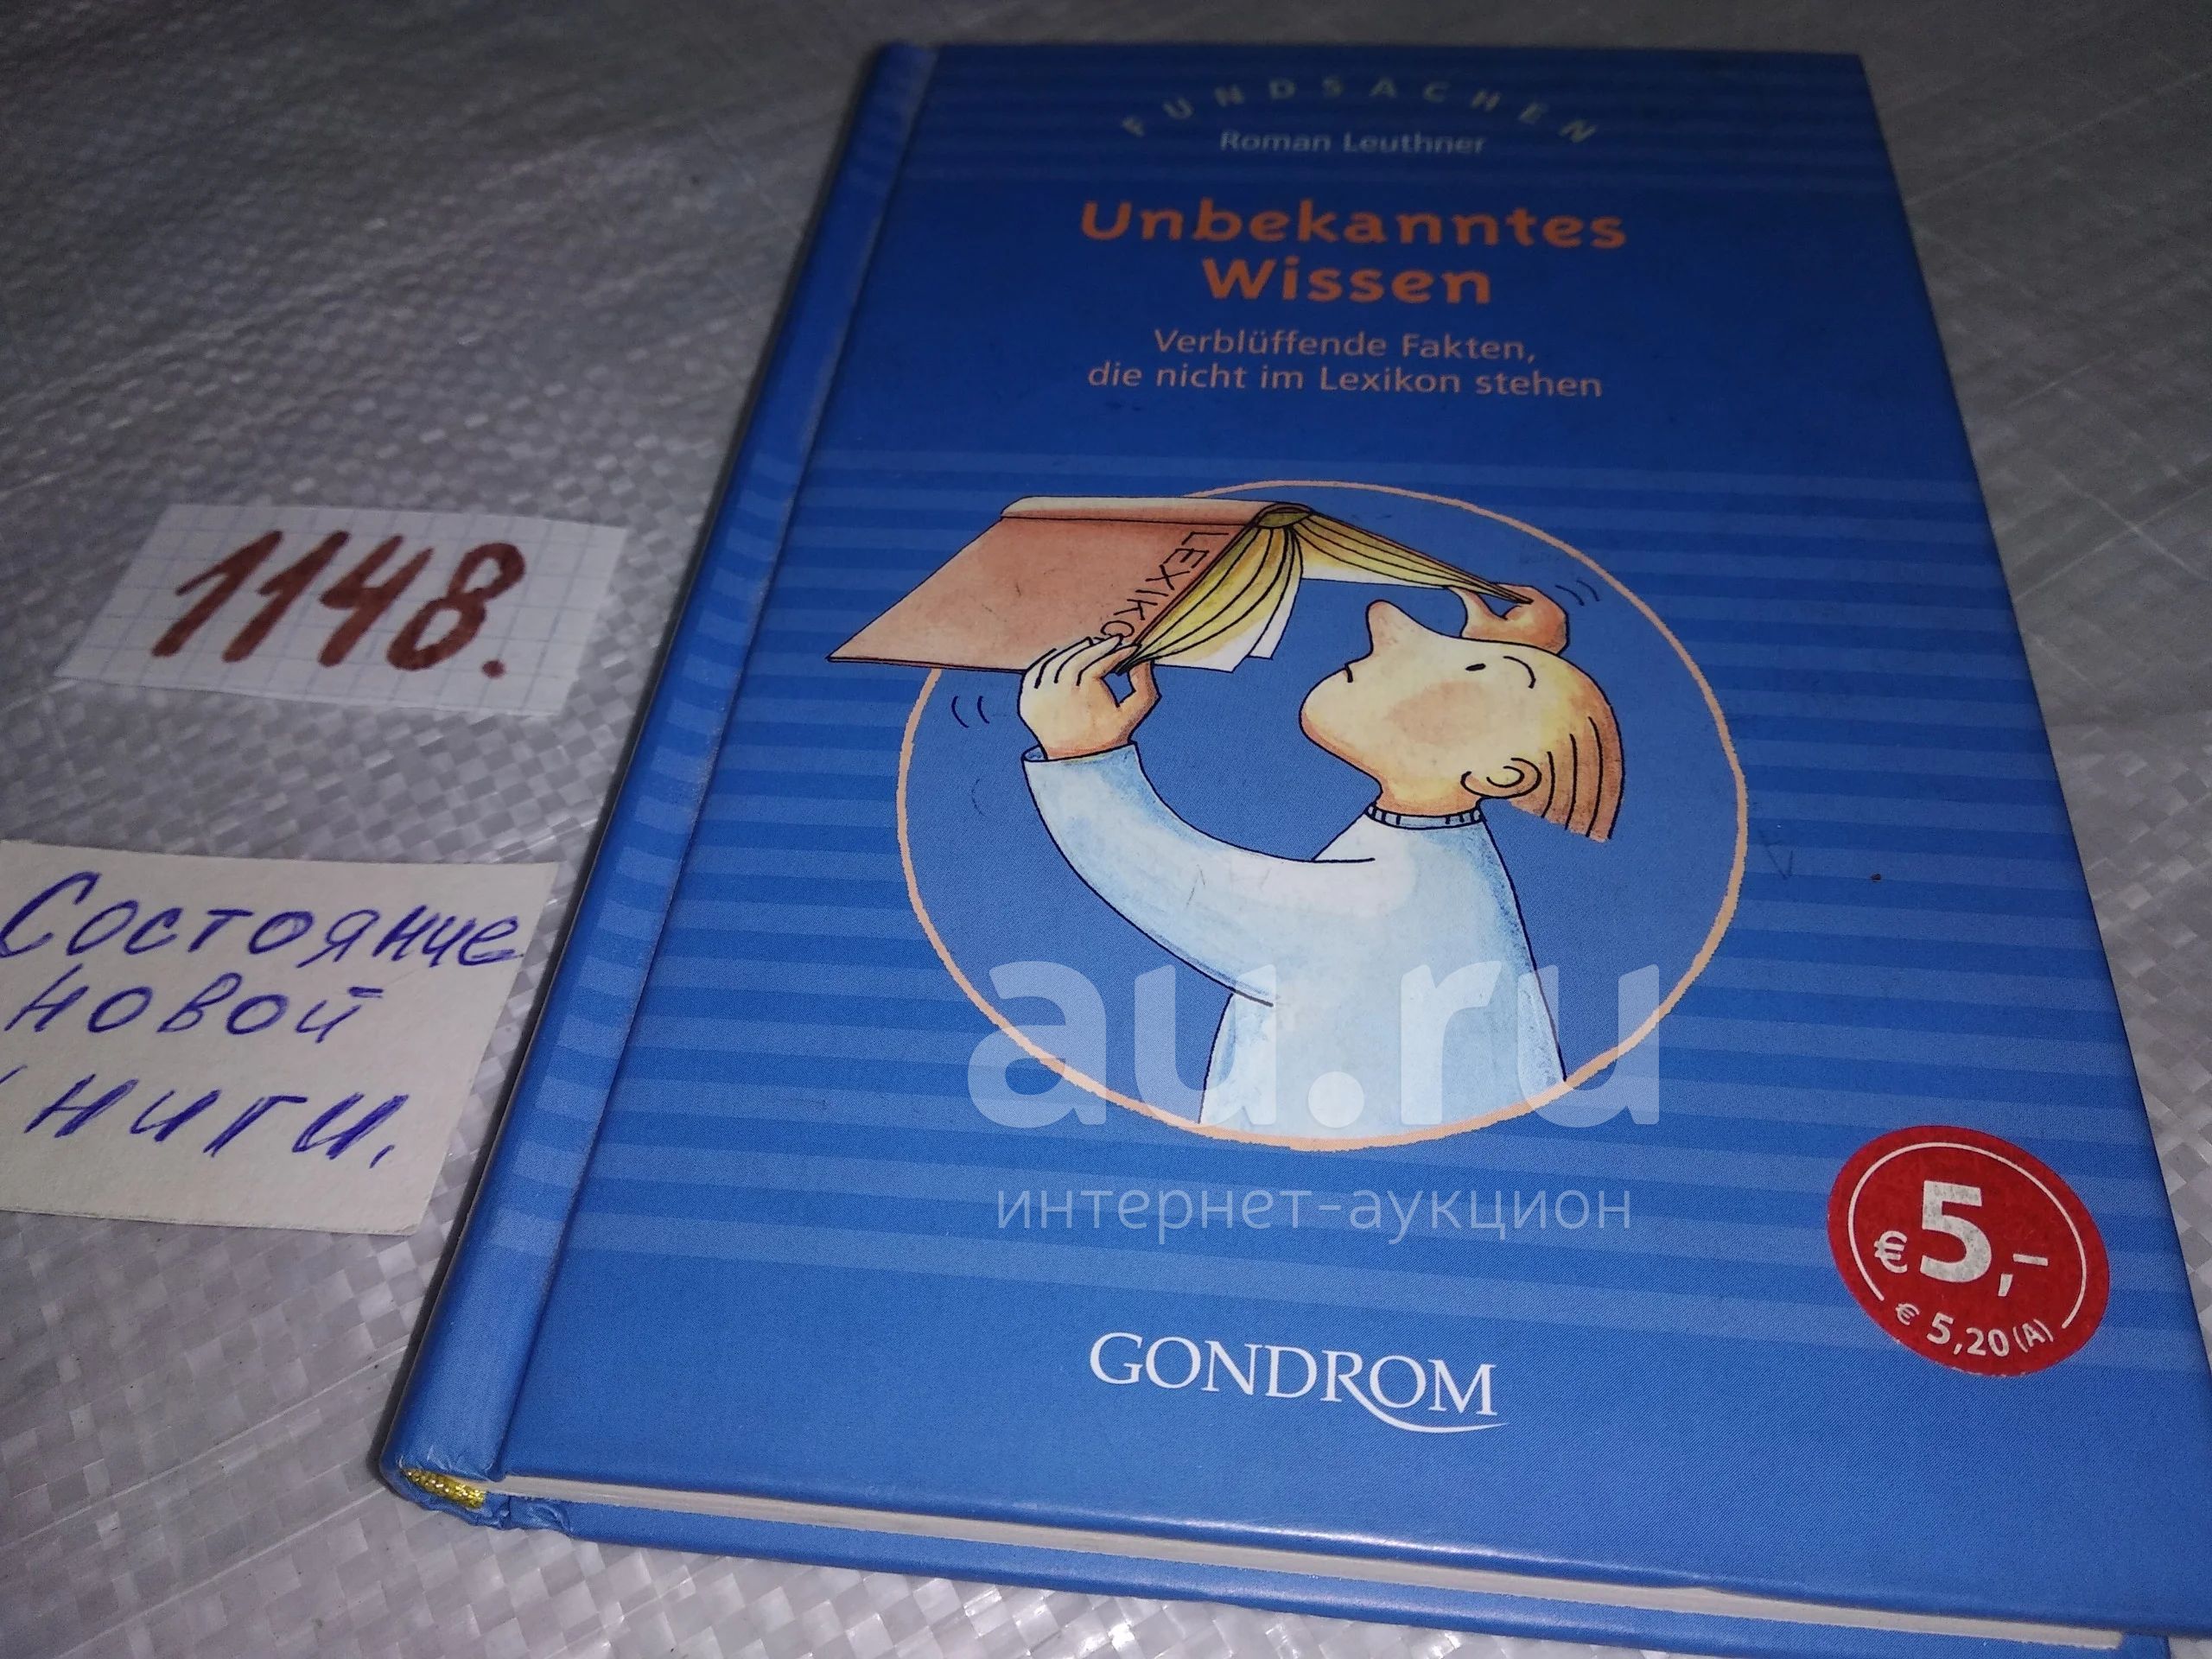 FUNDSACHEN
Roman Leuthner
Unbekanntes
Wissen
Verblüffende Fakten,
die nicht im Lexikon stehen
LEXIKO
1148.
Состояние
новой
книги.
au.ru
интернет-аукцион
€ 5,-
€ 5,20 (A)
GONDROM